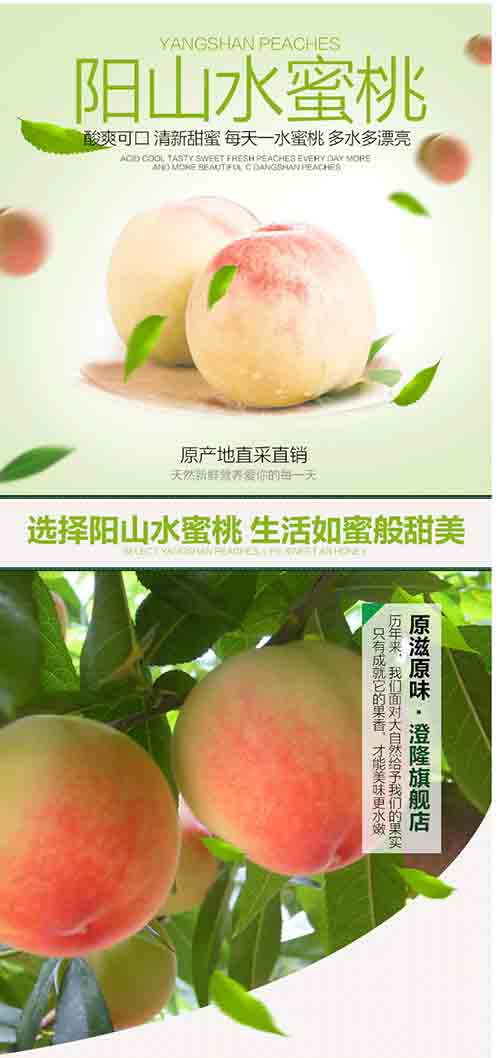 YANGSHAN PEACHES
阳山水蜜桃
酸爽可口 清新甜蜜 每天一水蜜桃 多水多漂亮
ACID COOL TASTY SWEET FRESH PEACHES EVERY DAY MORE
AND MORE BEAUTIFUL C DANGSHAN PEACHES
原产地直采直销
天然新鲜营养爱你的每一天
选择阳山水蜜桃 生活如蜜般甜美
SELECT YANGSHAN PEACHES, LIFE SWEET AN HONEY
原滋原味·澄隆旗舰店
历年来，我们面对大自然给予我们的果实
只有成就它的果香，才能美味更水嫩